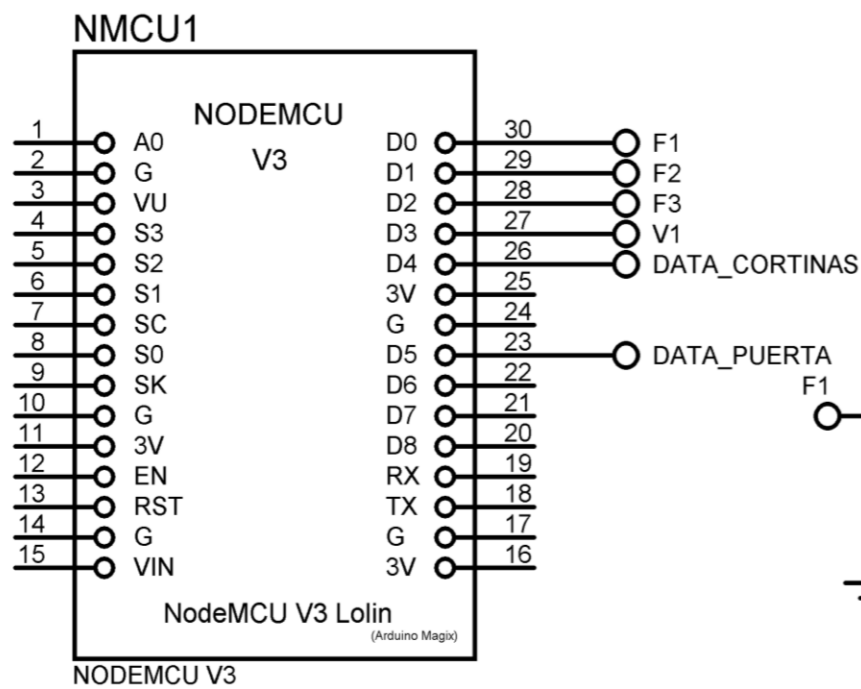 NMCU1
NODEMCU
V3
1 A0 D0 30 F1
2 G D1 29 F2
3 VU D2 28 F3
4 S3 D3 27 V1
5 S2 D4 26 DATA_CORTINAS
6 S1 3V 25
7 SC G 24
8 S0 D5 23 DATA_PUERTA
9 SK D6 22 F1
10 G D7 21
11 3V D8 20
12 EN RX 19
13 RST TX 18
14 G G 17
15 VIN 3V 16
NodeMCU V3 Lolin
(Arduino Magix)
NODEMCU V3